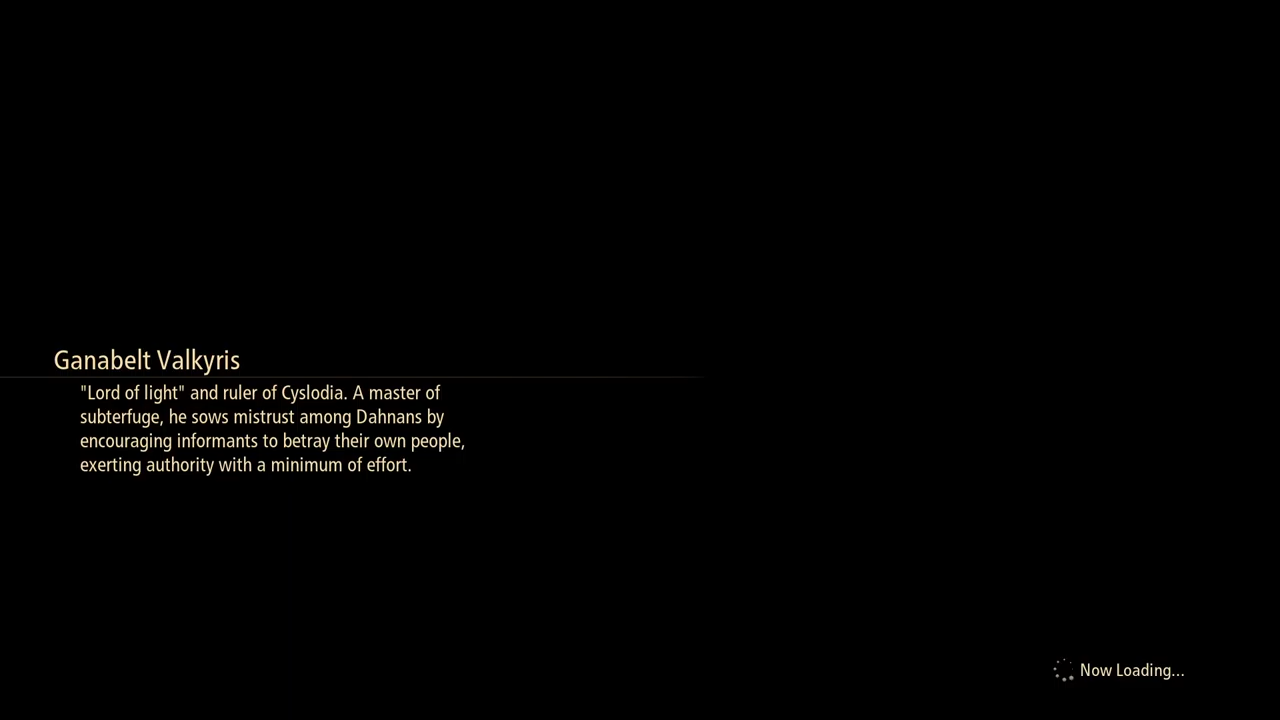 Ganabelt Valkyris
"Lord of light" and ruler of Cyslodia. A master of
subterfuge, he sows mistrust among Dahnans by
encouraging informants to betray their own people,
exerting authority with a minimum of effort.
Now Loading...